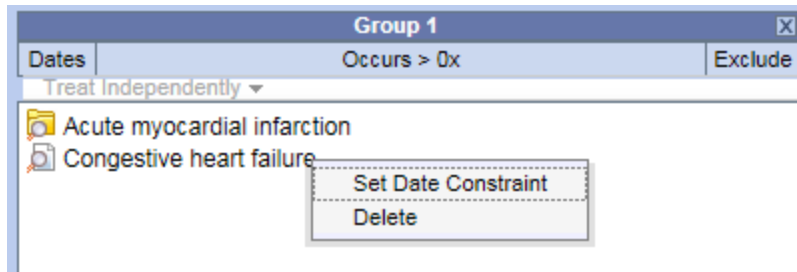 Group 1 X
Dates Occurs > 0x Exclude
Treat Independently
Acute myocardial infarction
Congestive heart failure
Set Date Constraint
Delete